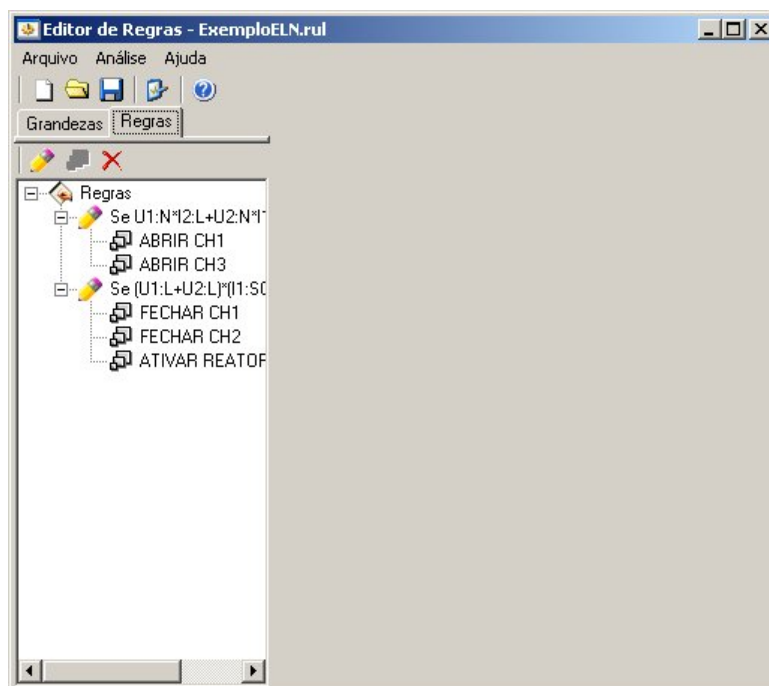 Editor de Regras - ExemploELN.rul
Arquivo Análise Ajuda
Grandezas Regras
Regras
Se U1:N*I2:L+U2:N*I
ABRIR CH1
ABRIR CH3
Se (U1:L+U2:L)*(I1:S
FECHAR CH1
FECHAR CH2
ATIVAR REATOR